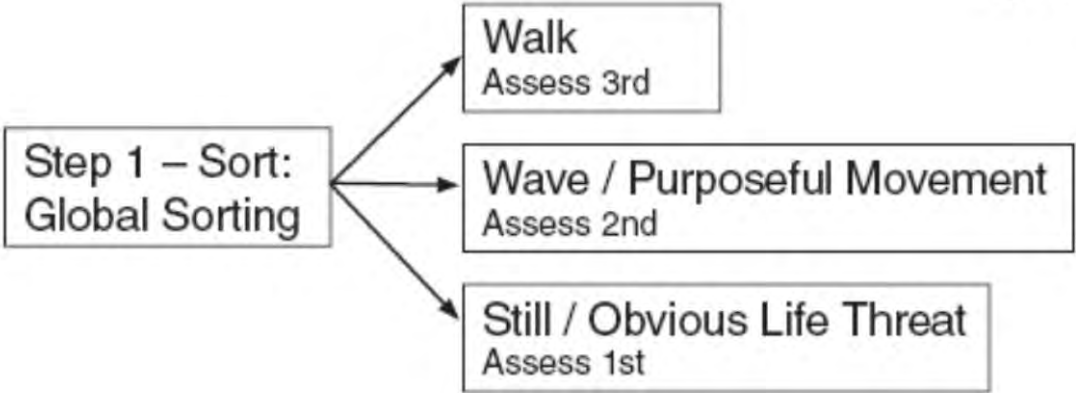 Step 1 – Sort:
Global Sorting
Walk
Assess 3rd
Wave / Purposeful Movement
Assess 2nd
Still / Obvious Life Threat
Assess 1st